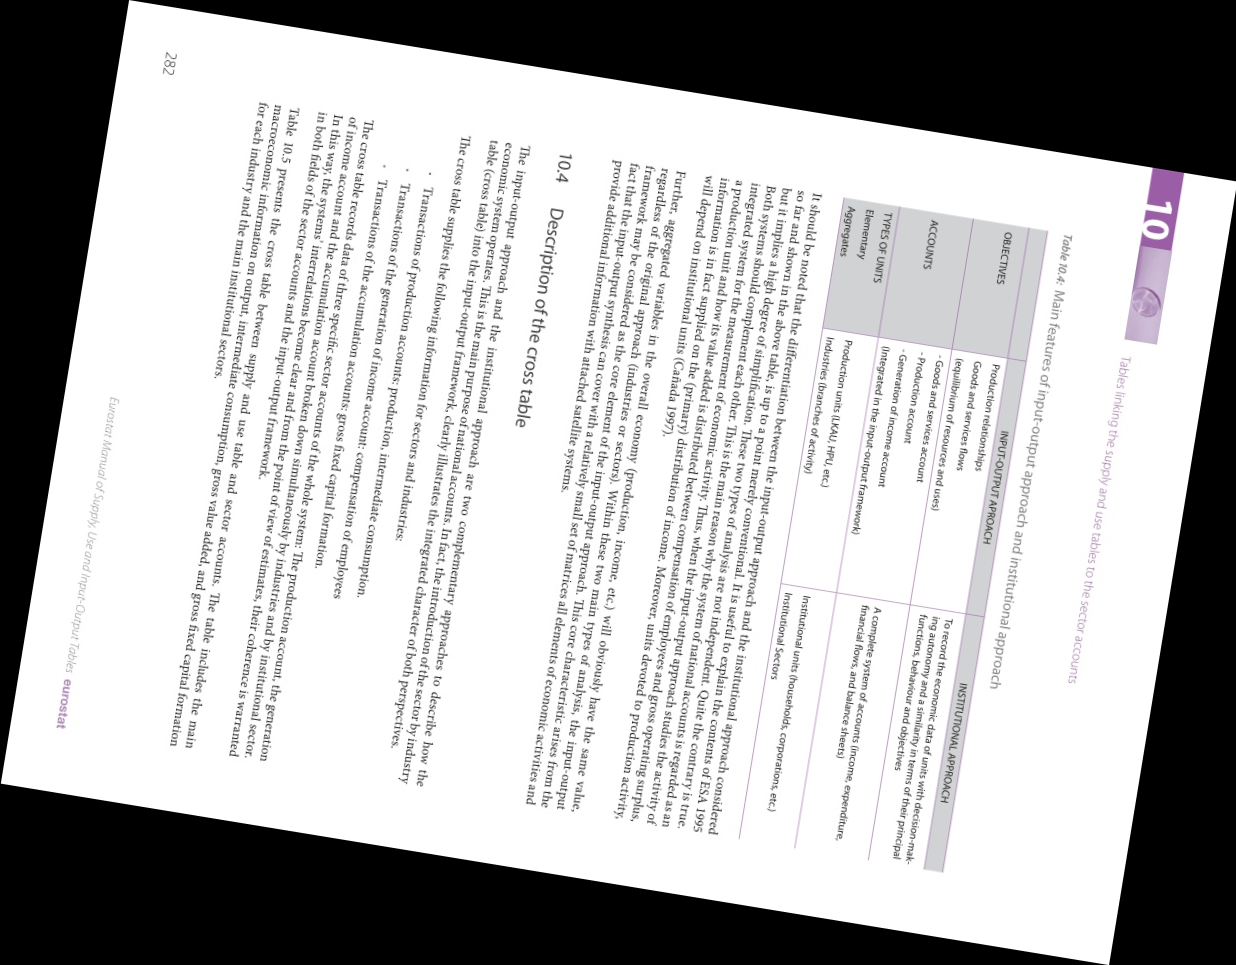 10
Tables linking the supply and use tables to the sector accounts
Table 10.4: Main features of input-output approach and institutional approach
INPUT-OUTPUT APROACH
INSTITUTIONAL APPROACH
OBJECTIVES
Production relationships
Goods and services flows
(equilibrium of resources and uses)
To record the economic data of units with decision-mak-
ing autonomy and a similarity in terms of their principal
functions, behaviour and objectives
ACCOUNTS
- Goods and services account
- Production account
- Generation of income account
(Integrated in the input-output framework)
A complete system of accounts (income, expenditure,
financial flows, and balance sheets)
TYPES OF UNITS
Elementary
Aggregates
Production units (LKAU, HPU, etc.)
Industries (branches of activity)
Institutional units (households, corporations, etc.)
Institutional Sectors
It should be noted that the differentiation between the input-output approach and the institutional approach considered
so far and shown in the above table, is up to a point merely conventional. It is useful to explain the contents of ESA 1995
but it implies a high degree of simplification. These two types of analysis are not independent. Quite the contrary is true.
Both systems should complement each other. This is the main reason why the system of national accounts is regarded as an
integrated system for the measurement of economic activity. Thus, when the input-output approach studies the activity of
a production unit and how its value added is distributed between compensation of employees and gross operating surplus,
information is in fact supplied on the (primary) distribution of income. Moreover, units devoted to production activity,
will depend on institutional units (Cañada 1997).
Further, aggregated variables in the overall economy (production, income, etc.) will obviously have the same value,
regardless of the original approach (industries or sectors). Within these two main types of analysis, the input-output
framework may be considered as the core element of the input-output approach. This core characteristic arises from the
fact that the input-output synthesis can cover with a relatively small set of matrices all elements of economic activities and
provide additional information with attached satellite systems.
10.4 Description of the cross table
The input-output approach and the institutional approach are two complementary approaches to describe how the
economic system operates. This is the main purpose of national accounts. In fact, the introduction of the sector by industry
table (cross table) into the input-output framework, clearly illustrates the integrated character of both perspectives.
The cross table supplies the following information for sectors and industries:
· Transactions of production accounts: production, intermediate consumption.
· Transactions of the generation of income account: compensation of employees
· Transactions of the accumulation accounts: gross fixed capital formation.
The cross table records data of three specific sector accounts of the whole system: The production account, the generation
of income account and the accumulation account broken down simultaneously by industries and by institutional sector.
In this way, the systems' interrelations become clear and from the point of view of estimates, their coherence is warranted
in both fields of the sector accounts and the input-output framework.
Table 10.5 presents the cross table between supply and use table and sector accounts. The table includes the main
macroeconomic information on output, intermediate consumption, gross value added, and gross fixed capital formation
for each industry and the main institutional sectors.
282
Eurostart Manual of Supply, Use and Input-Output Tables eurostat